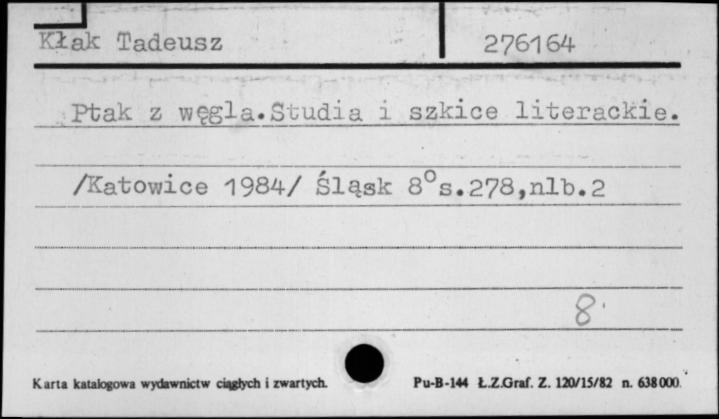 Kłak Tadeusz 276164
Ptak z węgla.Studia i szkice literackie.
/Katowice 1984/ Śląsk 8°s.278,nlb.2
8.
Karta katalogowa wydawnictw ciągłych i zwartych. Pu-B-144 Ł.Z.Graf. Z. 120/15/82 n. 638000.